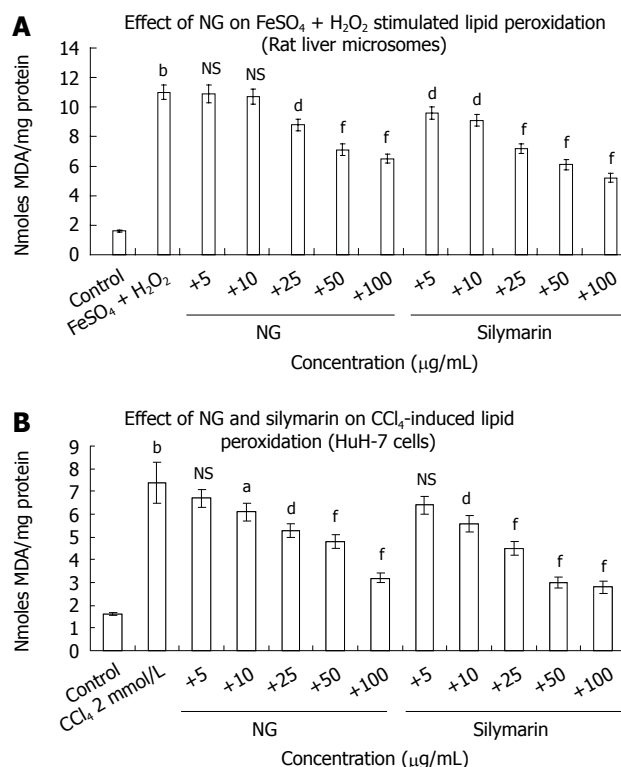 A
Effect of NG on FeSO₄ + H₂O₂ stimulated lipid peroxidation
(Rat liver microsomes)
Nmoles MDA/mg protein
14
12
10
8
6
4
2
0
b
NS
NS
d
f
f
d
d
f
f
f
Control
FeSO₄ + H₂O₂
+5
+10
+25
+50
+100
+5
+10
+25
+50
+100
NG
Silymarin
Concentration (μg/mL)
B
Effect of NG and silymarin on CCl₄-induced lipid
peroxidation (HuH-7 cells)
Nmoles MDA/mg protein
9
8
7
6
5
4
3
2
1
0
b
NS
a
d
f
f
NS
d
f
f
f
Control
CCl₄ 2 mmol/L
+5
+10
+25
+50
+100
+5
+10
+25
+50
+100
NG
Silymarin
Concentration (μg/mL)